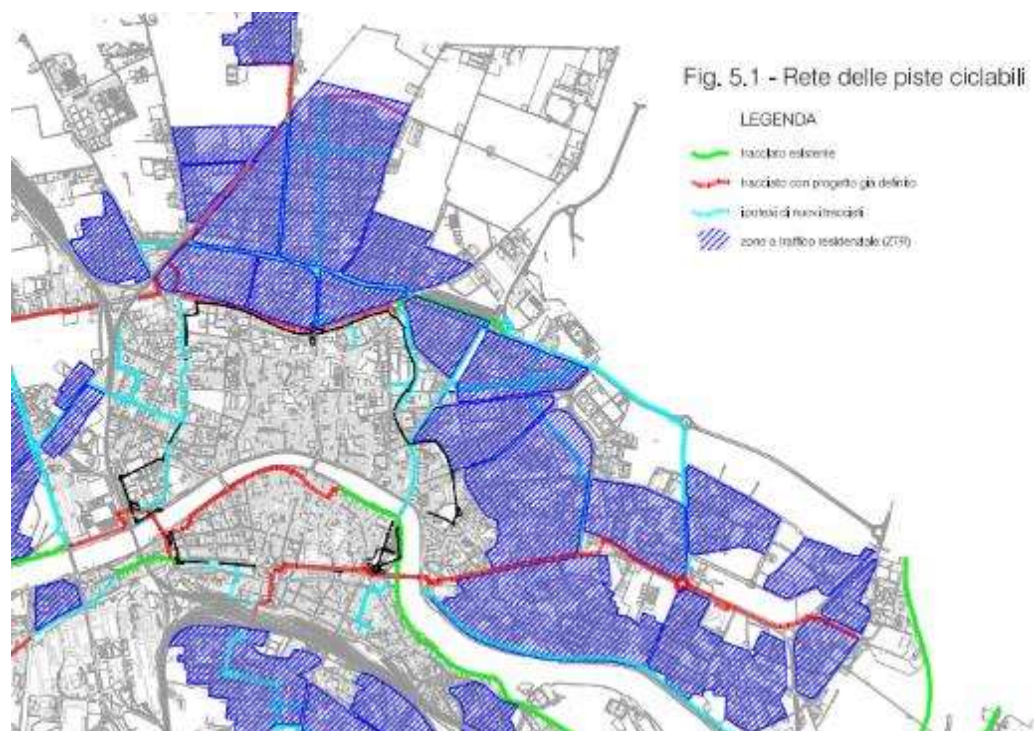 Fig. 5.1 - Rete delle piste ciclabili
LEGENDA
tracciato esistente
tracciato con progetto già definito
ipotesi di nuovi tracciati
zone a traffico residenziale (ZTR)